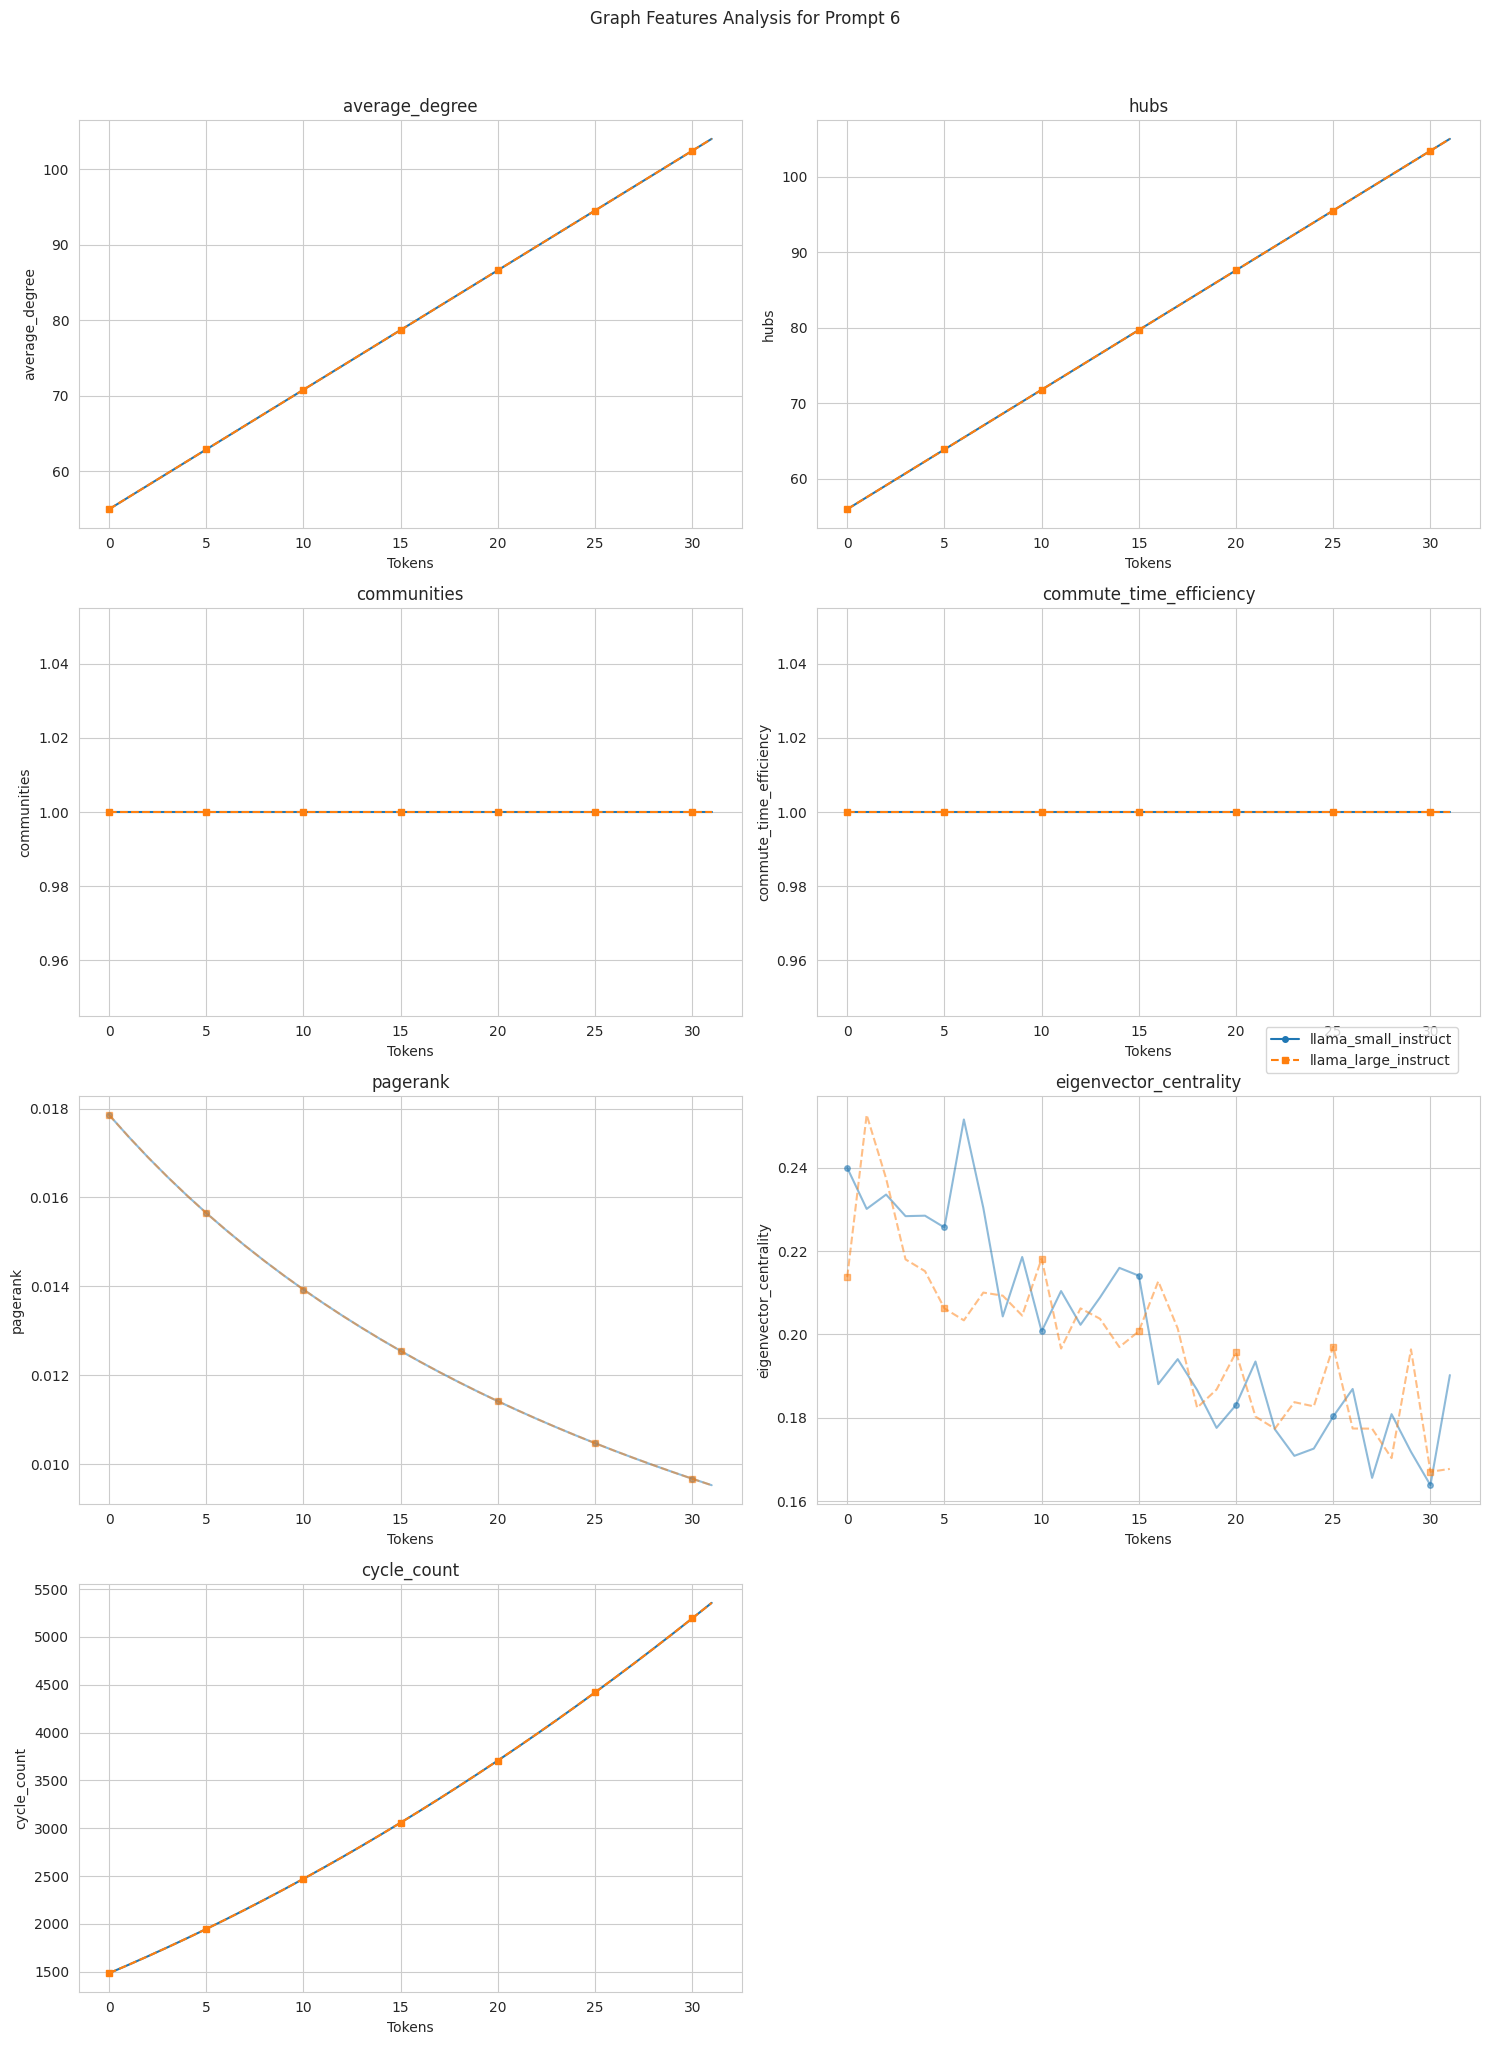 Graph Features Analysis for Prompt 6
average_degree
average_degree
100
90
80
70
60
0 5 10 15 20 25 30
Tokens
hubs
hubs
100
90
80
70
60
0 5 10 15 20 25 30
Tokens
communities
communities
1.04
1.02
1.00
0.98
0.96
0 5 10 15 20 25 30
Tokens
commute_time_efficiency
commute_time_efficiency
1.04
1.02
1.00
0.98
0.96
0 5 10 15 20 25 30
Tokens
llama_small_instruct
llama_large_instruct
pagerank
pagerank
0.018
0.016
0.014
0.012
0.010
0 5 10 15 20 25 30
Tokens
eigenvector_centrality
eigenvector_centrality
0.24
0.22
0.20
0.18
0.16
0 5 10 15 20 25 30
Tokens
cycle_count
cycle_count
5500
5000
4500
4000
3500
3000
2500
2000
1500
0 5 10 15 20 25 30
Tokens